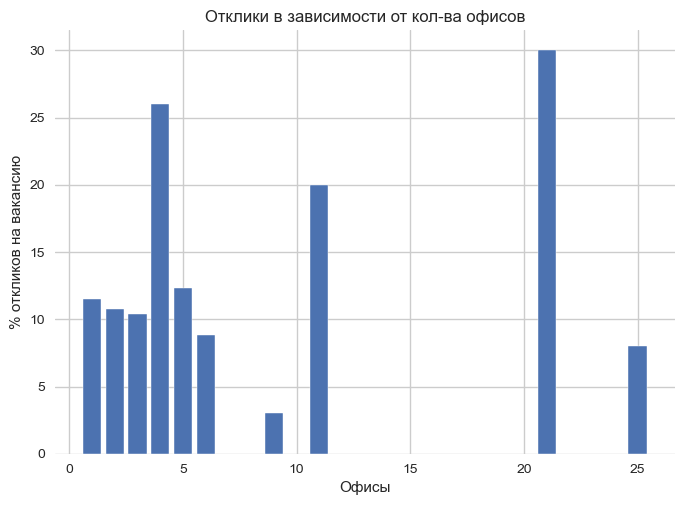 Отклики в зависимости от кол-ва офисов
% откликов на вакансию
30
25
20
15
10
5
0
0 5 10 15 20 25
Офисы